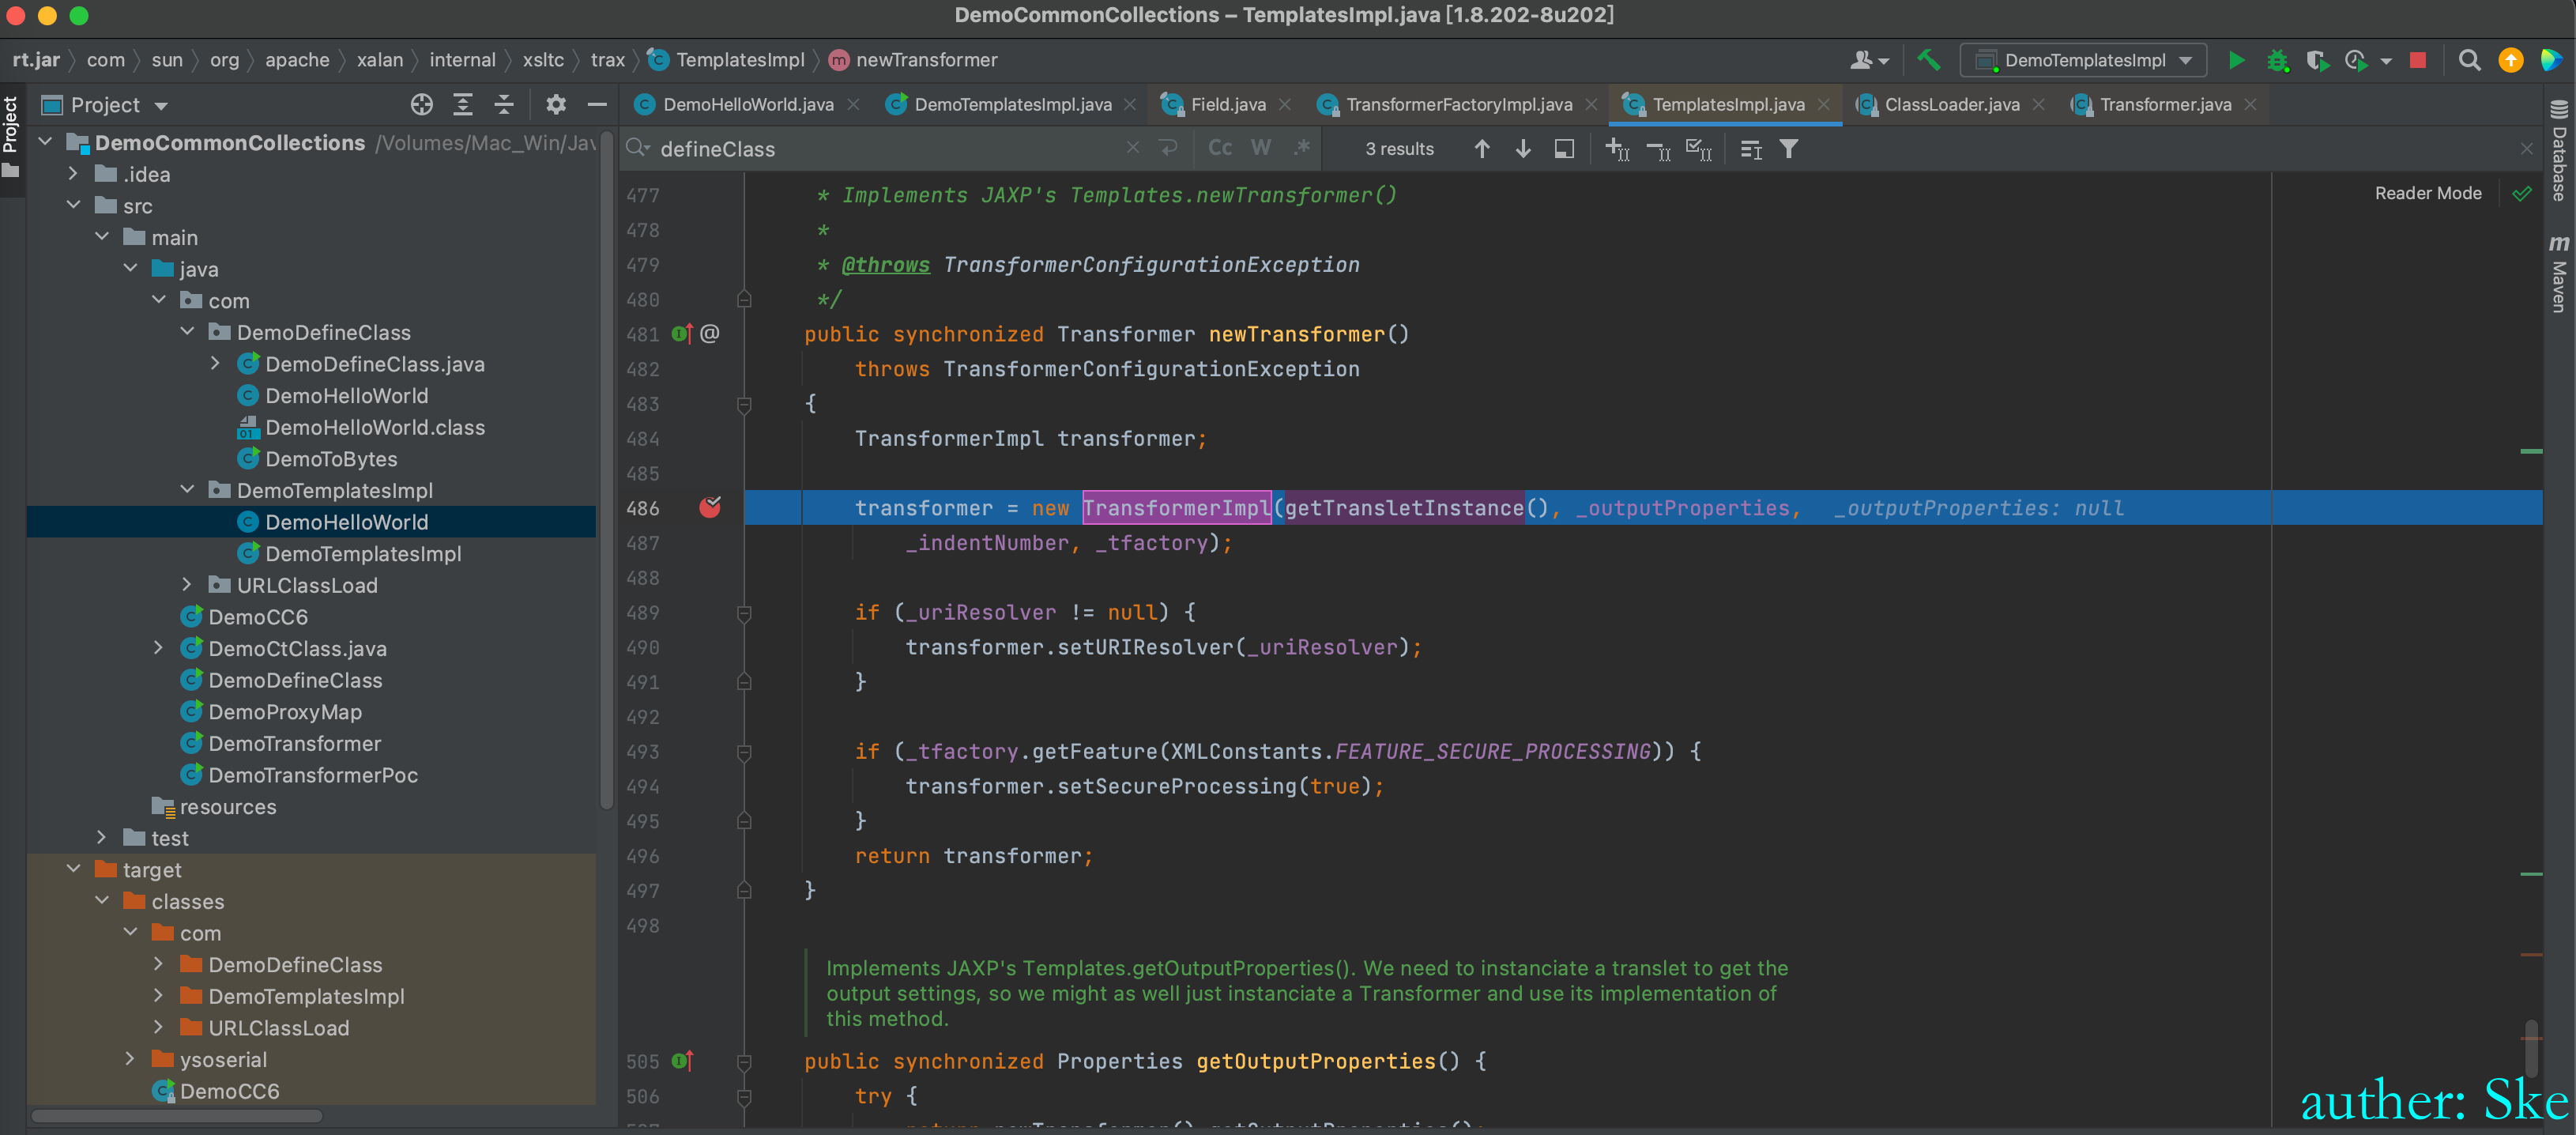 DemoCommonCollections – TemplatesImpl.java [1.8.202-8u202]
rt.jar com sun org apache xalan internal xsltc trax TemplatesImpl newTransformer
DemoTemplatesImpl
Project
Project
DemoHelloWorld.java DemoTemplatesImpl.java Field.java TransformerFactoryImpl.java TemplatesImpl.java ClassLoader.java Transformer.java
defineClass Cc W .* 3 results
Reader Mode
Database
Maven
DemoCommonCollections /Volumes/Mac_Win/Jav
.idea
src
main
java
com
DemoDefineClass
DemoDefineClass.java
DemoHelloWorld
DemoHelloWorld.class
DemoToBytes
DemoTemplatesImpl
DemoHelloWorld
DemoTemplatesImpl
URLClassLoad
DemoCC6
DemoCtClass.java
DemoDefineClass
DemoProxyMap
DemoTransformer
DemoTransformerPoc
resources
test
target
classes
com
DemoDefineClass
DemoTemplatesImpl
URLClassLoad
ysoserial
DemoCC6
477 * Implements JAXP's Templates.newTransformer()
478 *
479 * @throws TransformerConfigurationException
480 */
481 @ public synchronized Transformer newTransformer()
482 throws TransformerConfigurationException
483 {
484 TransformerImpl transformer;
485
486 transformer = new TransformerImpl(getTransletInstance(), _outputProperties, _outputProperties: null
487 _indentNumber, _tfactory);
488
489 if (_uriResolver != null) {
490 transformer.setURIResolver(_uriResolver);
491 }
492
493 if (_tfactory.getFeature(XMLConstants.FEATURE_SECURE_PROCESSING)) {
494 transformer.setSecureProcessing(true);
495 }
496 return transformer;
497 }
498
Implements JAXP's Templates.getOutputProperties(). We need to instanciate a translet to get the
output settings, so we might as well just instanciate a Transformer and use its implementation of
this method.
505 public synchronized Properties getOutputProperties() {
506 try {
auther: Ske